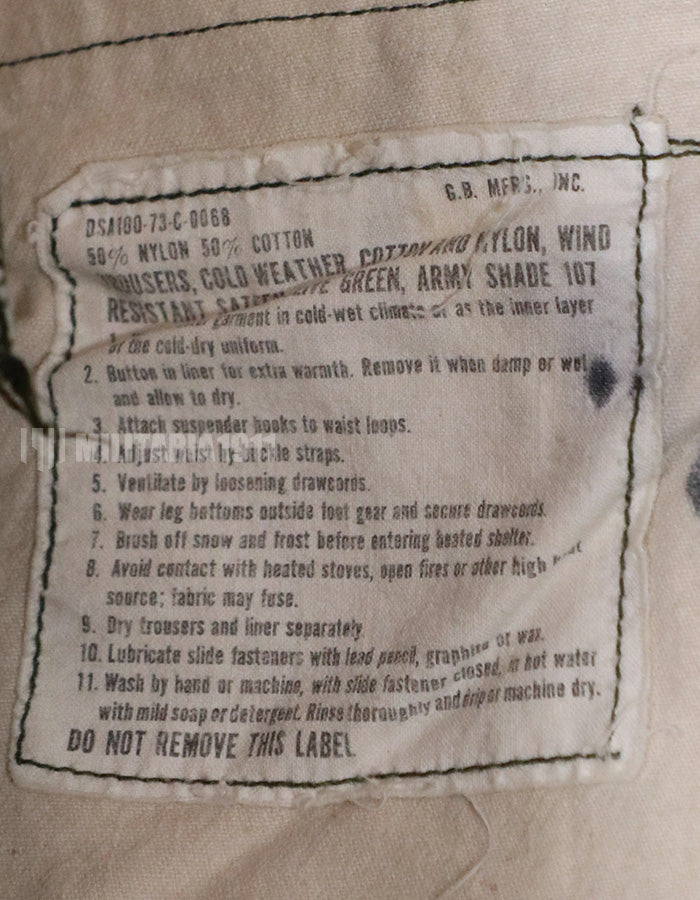 G.B. MFRS., INC.
DSA100-73-C-0068
50% NYLON 50% COTTON
TROUSERS, COLD WEATHER, COTTON AND NYLON, WIND
RESISTANT SATEEN GREEN, ARMY SHADE 107
garment in cold-wet climate or as the inner layer
of the cold-dry uniform.
2. Button in liner for extra warmth. Remove it when damp or wet
and allow to dry.
3. Attach suspender hooks to waist loops.
4. Adjust waist by buckle straps.
5. Ventilate by loosening drawcords.
6. Wear leg bottoms outside foot gear and secure drawcords.
7. Brush off snow and frost before entering heated shelter.
8. Avoid contact with heated stoves, open fires or other high heat
source; fabric may fuse.
9. Dry trousers and liner separately.
10. Lubricate slide fasteners with lead pencil, graphite or wax.
11. Wash by hand or machine, with slide fastener closed, in hot water
with mild soap or detergent. Rinse thoroughly and drip or machine dry.
DO NOT REMOVE THIS LABEL